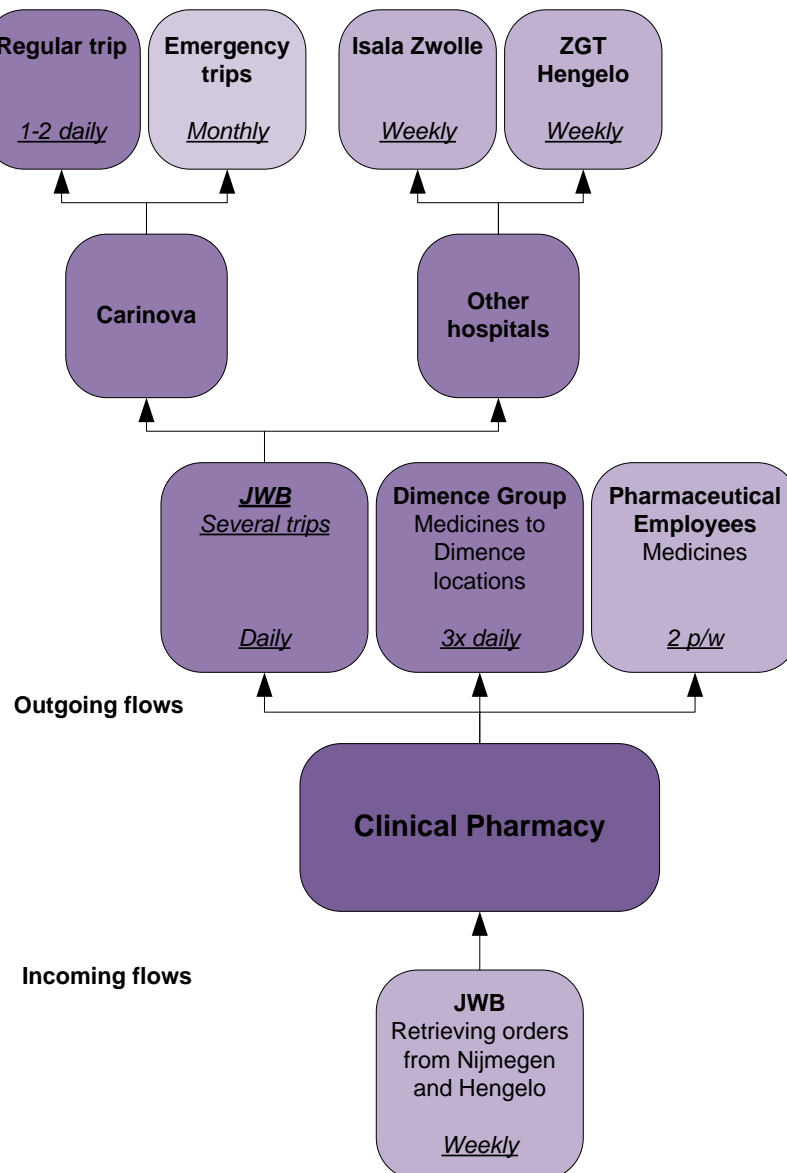 Regular trip
1-2 daily
Emergency
trips
Monthly
Isala Zwolle
Weekly
ZGT
Hengelo
Weekly
Carinova
Other
hospitals
JWB
Several trips
Daily
Dimence Group
Medicines to
Dimence
locations
3x daily
Pharmaceutical
Employees
Medicines
2 p/w
Outgoing flows
Clinical Pharmacy
Incoming flows
JWB
Retrieving orders
from Nijmegen
and Hengelo
Weekly